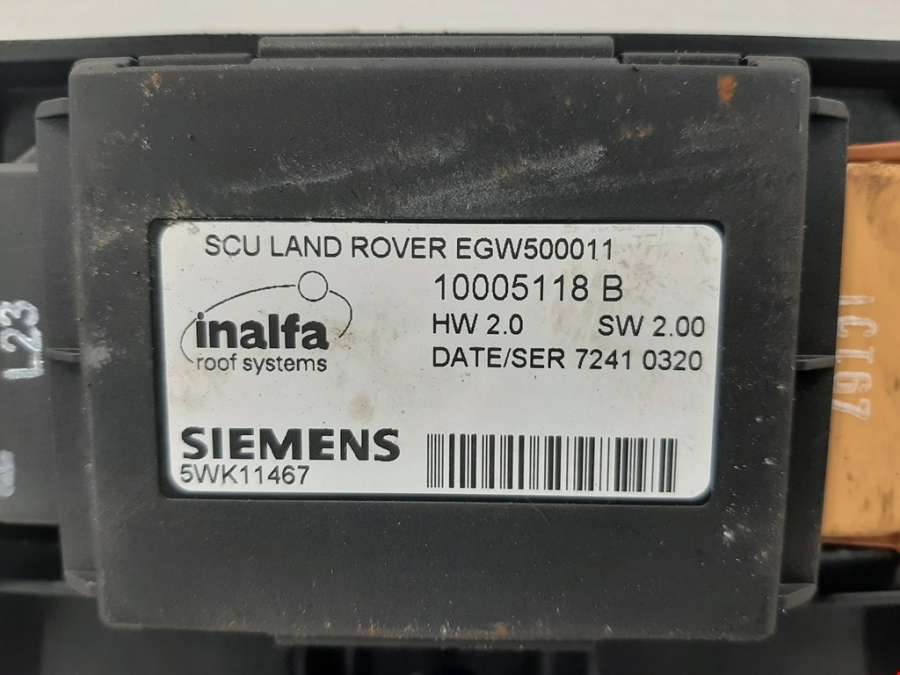 SCU LAND ROVER EGW500011
10005118 B
HW 2.0 SW 2.00
DATE/SER 7241 0320
inalfa
roof systems
SIEMENS
5WK11467
L23